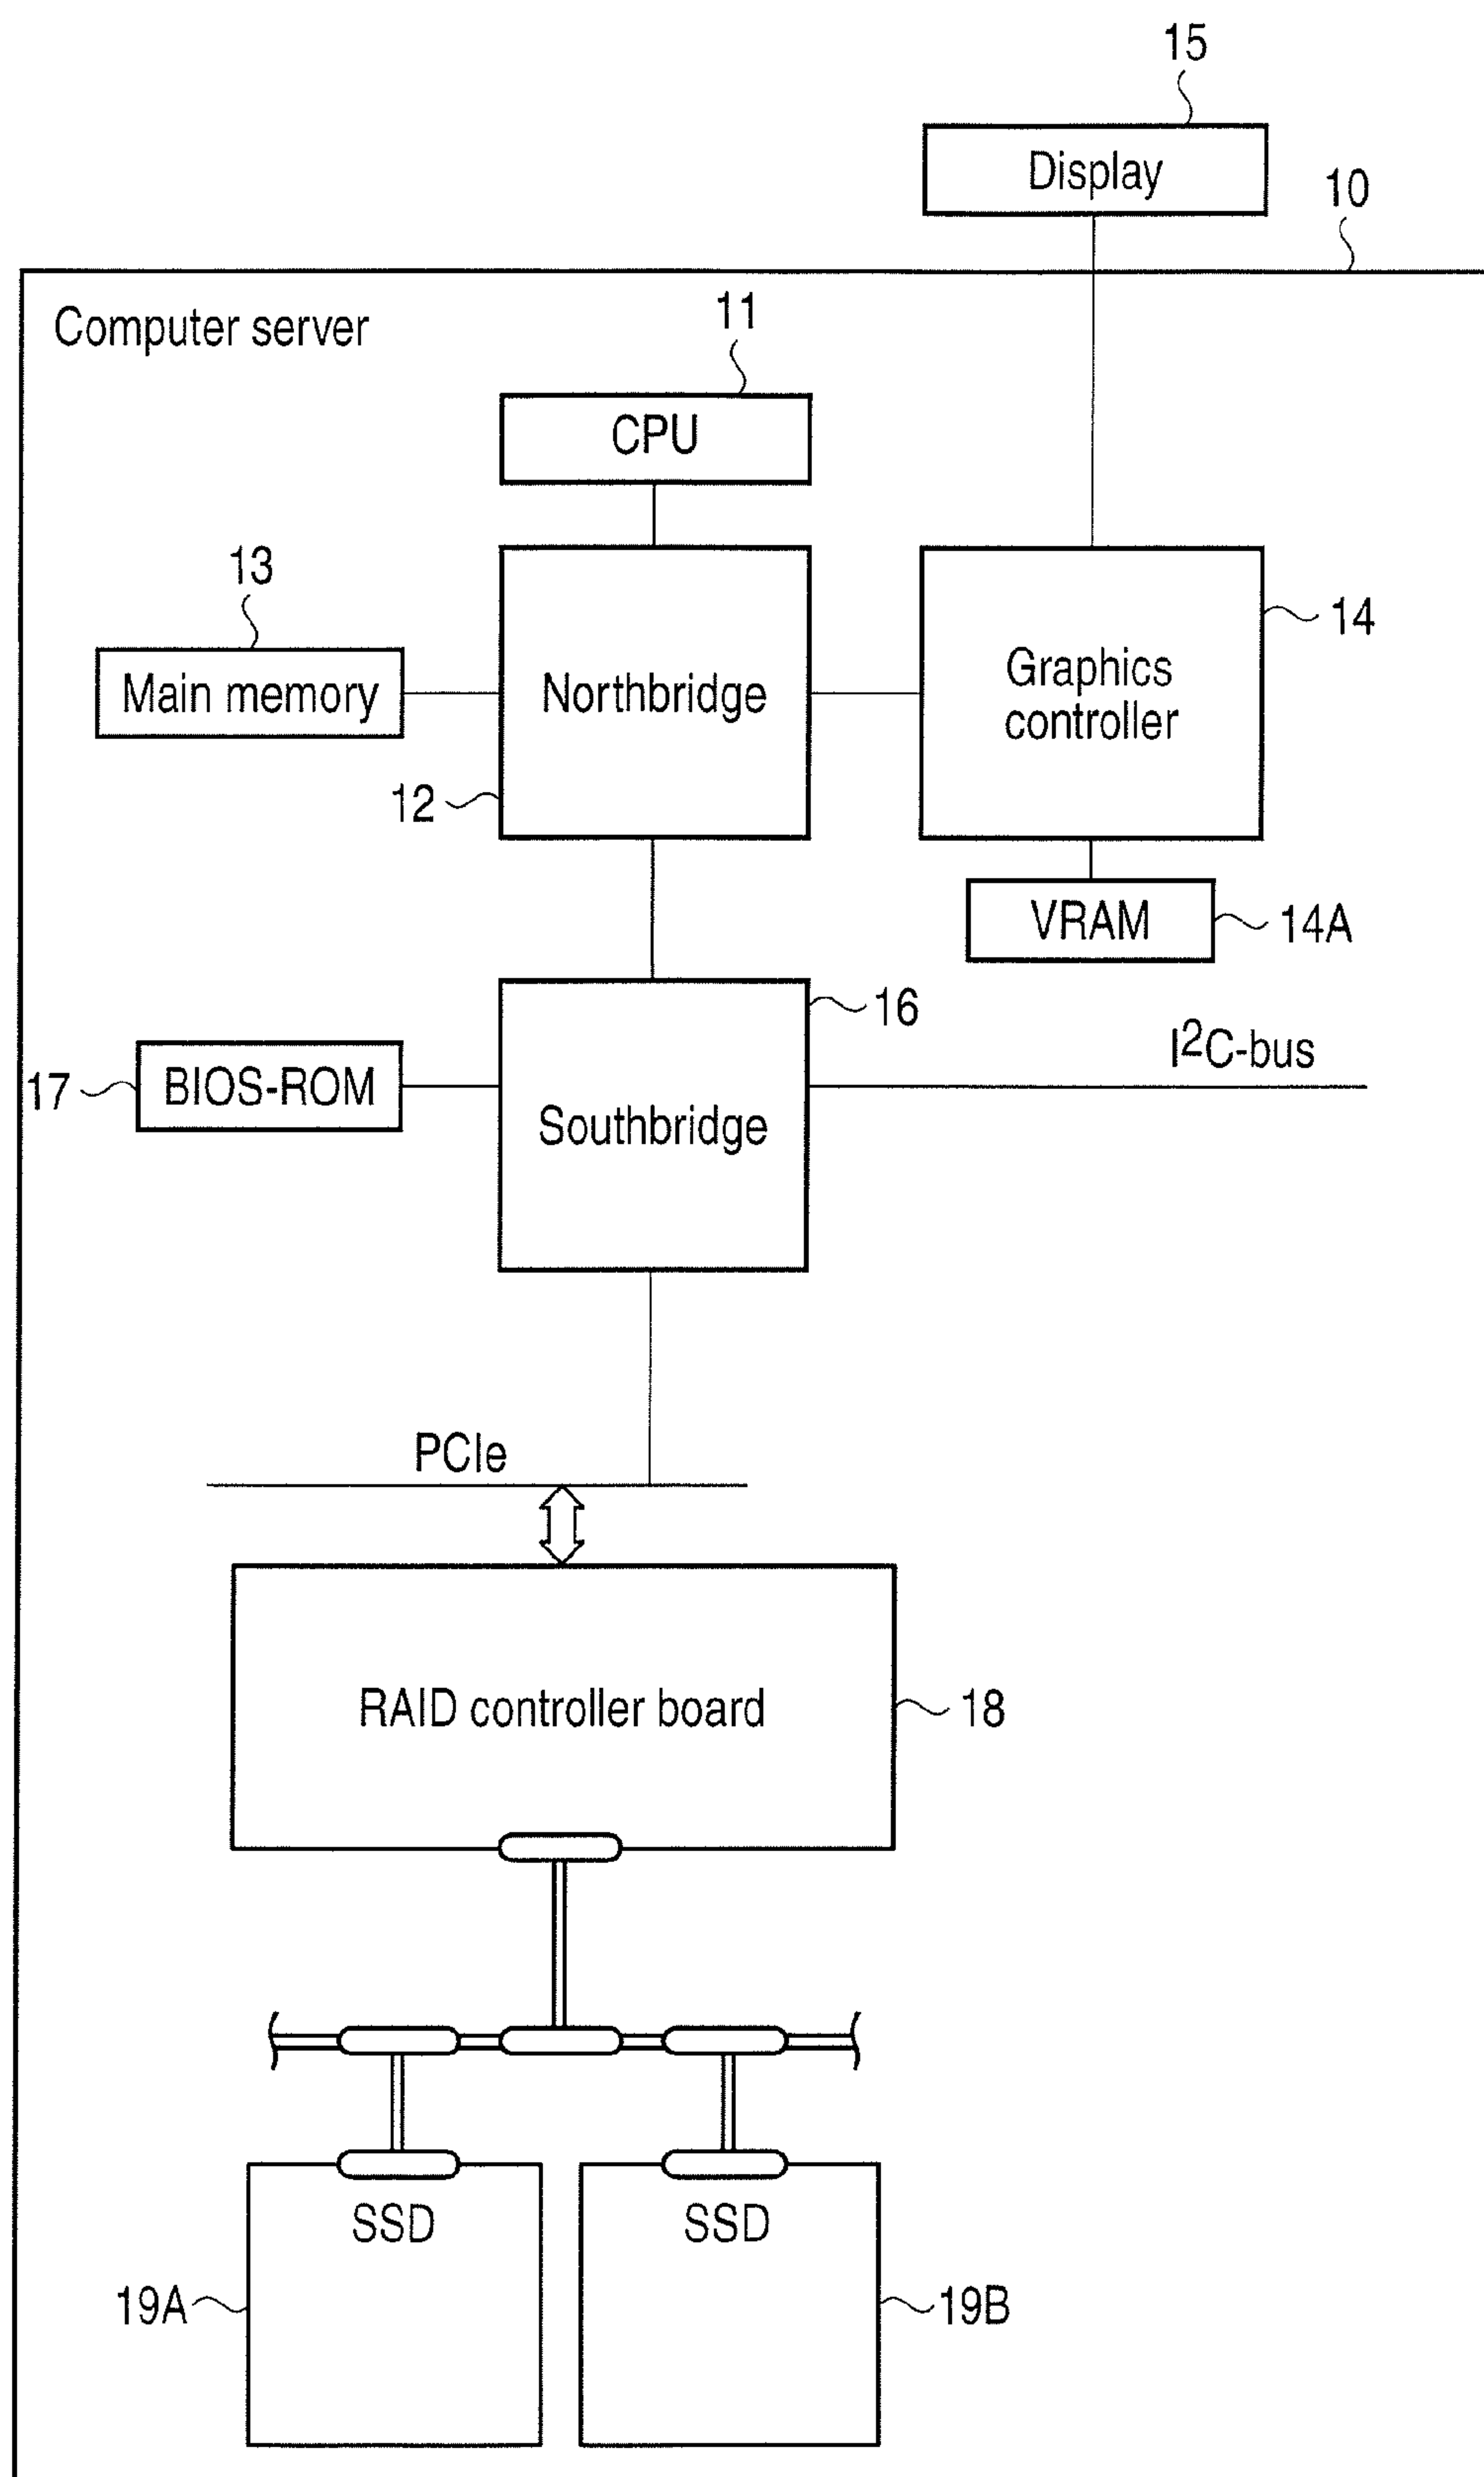 15
Display
10
Computer server
11
CPU
13
Main memory
Northbridge
12
Graphics
controller
14
VRAM
14A
16
I²C-bus
17
BIOS-ROM
Southbridge
PCIe
RAID controller board
18
SSD
SSD
19A
19B